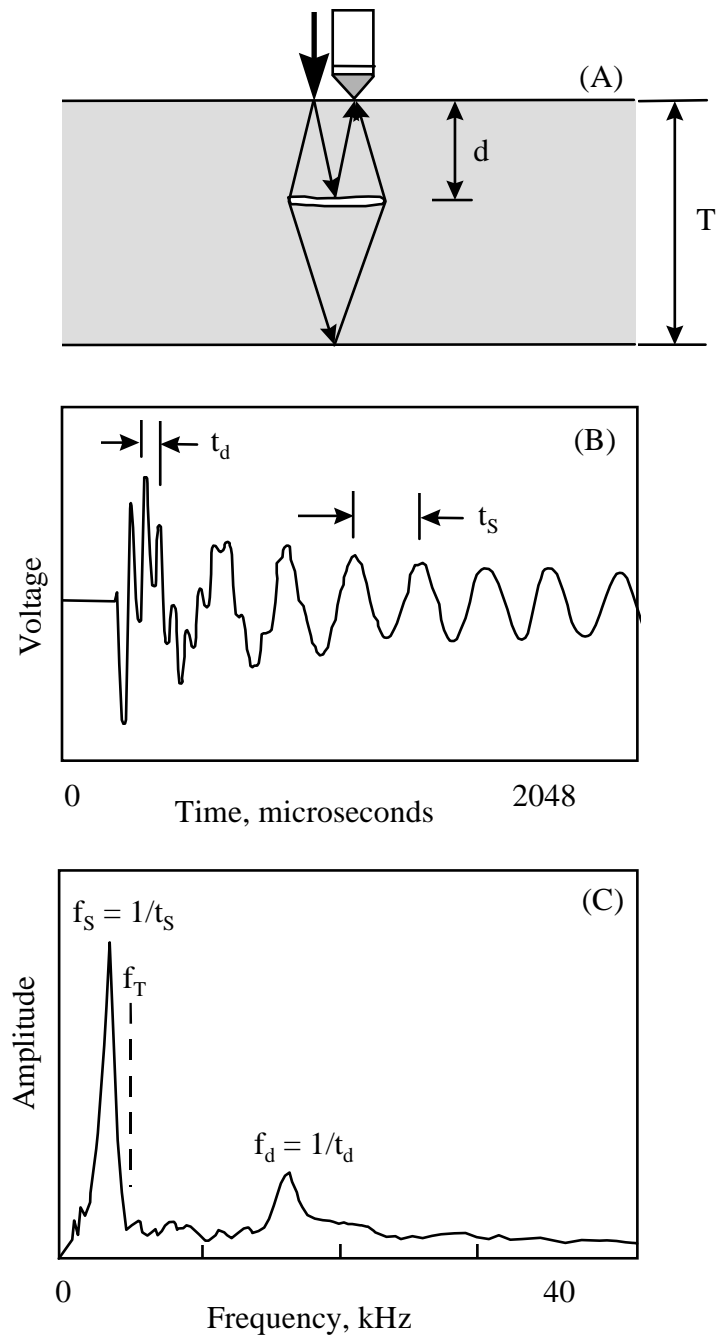 (A)
d
T
(B)
t_d
t_S
Voltage
0
2048
Time, microseconds
(C)
f_S = 1/t_S
f_T
Amplitude
f_d = 1/t_d
0
40
Frequency, kHz